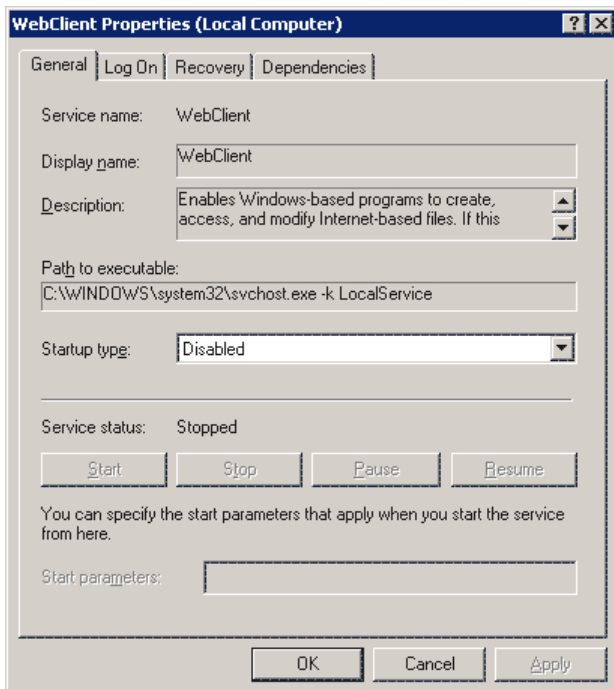 WebClient Properties (Local Computer)
General Log On Recovery Dependencies
Service name: WebClient
Display name: WebClient
Description: Enables Windows-based programs to create,
access, and modify Internet-based files. If this
Path to executable:
C:\WINDOWS\system32\svchost.exe -k LocalService
Startup type: Disabled
Service status: Stopped
Start Stop Pause Resume
You can specify the start parameters that apply when you start the service
from here.
Start parameters:
OK Cancel Apply